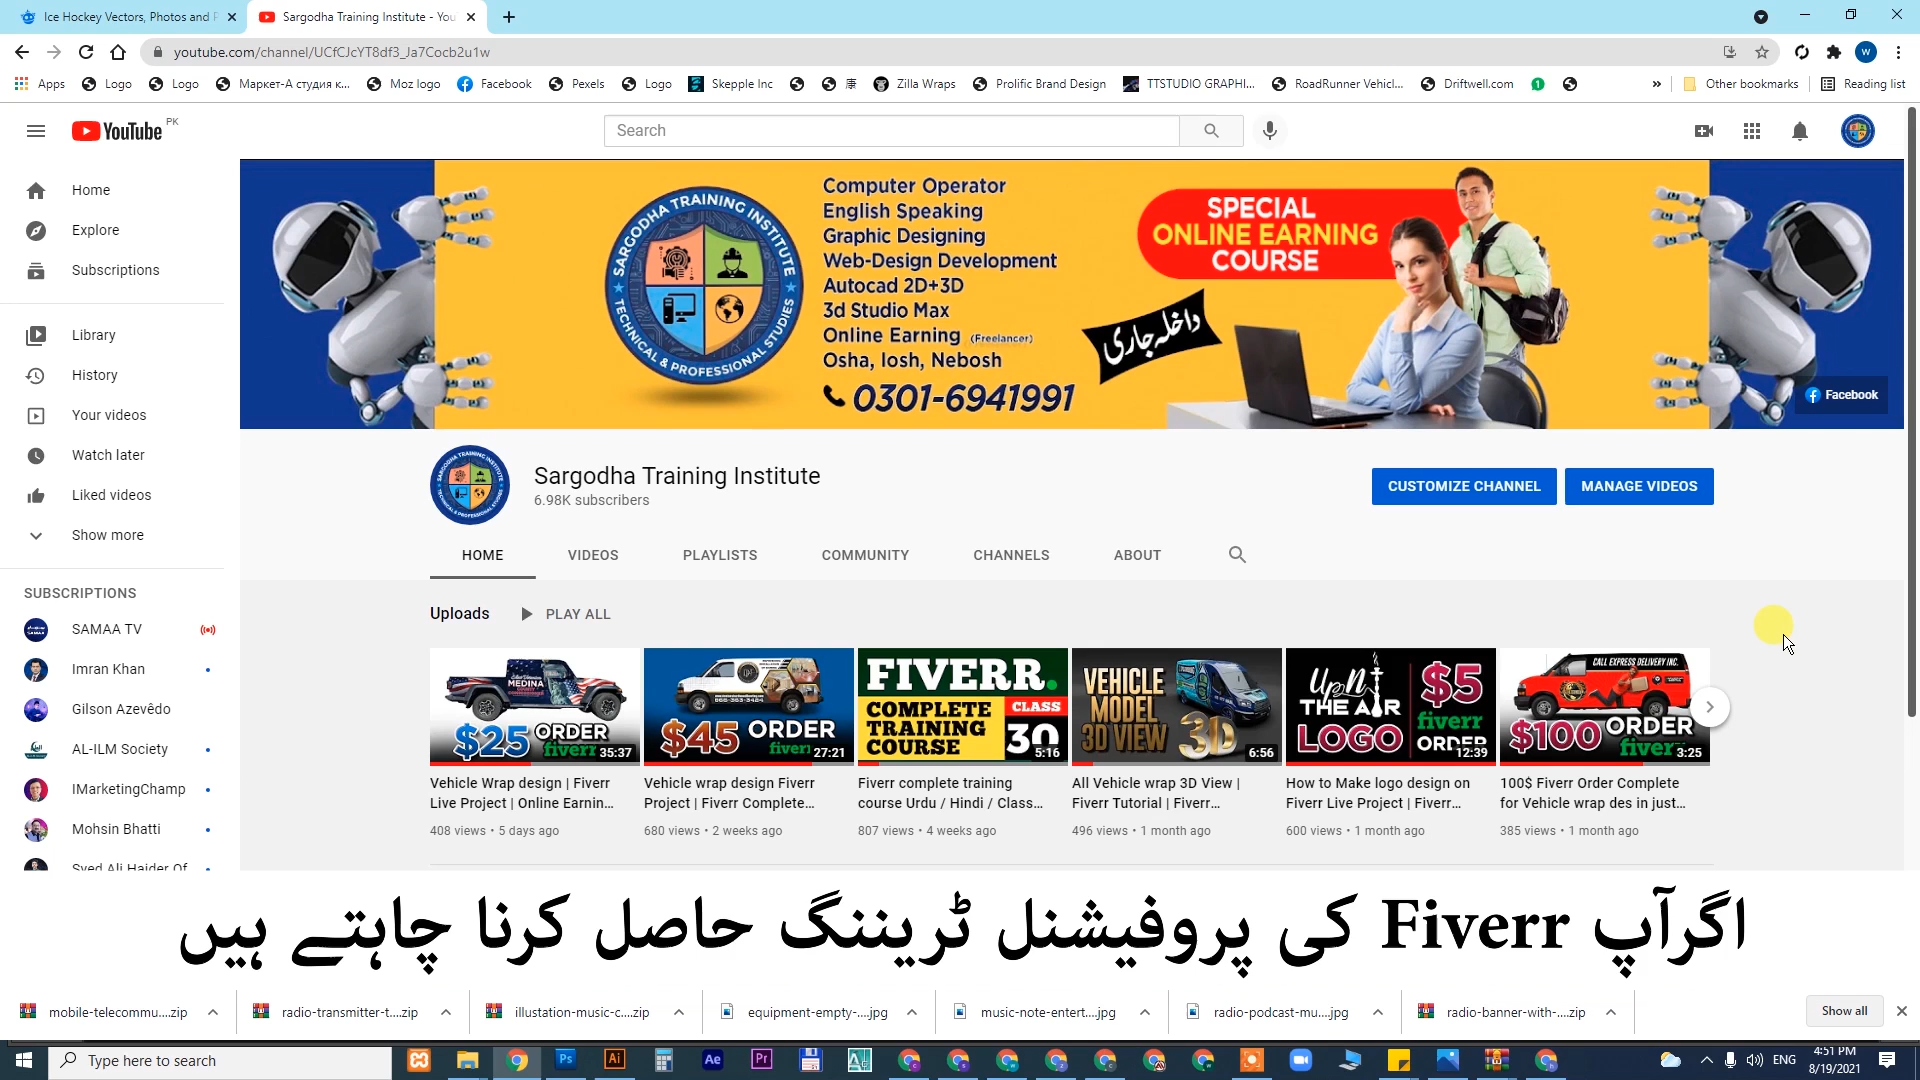 Ice Hockey Vectors, Photos and P
Sargodha Training Institute - You
youtube.com/channel/UCfCJcYT8df3_Ja7Cocb2u1w
Apps
Logo
Logo
Маркет-А студия к...
Moz logo
Facebook
Pexels
Logo
Skepple Inc
康
Zilla Wraps
Prolific Brand Design
TTSTUDIO GRAPHI...
RoadRunner Vehicl...
Driftwell.com
1
Other bookmarks
Reading list
YouTube PK
Search
Home
Explore
Subscriptions
Library
History
Your videos
Watch later
Liked videos
Show more
SUBSCRIPTIONS
SAMAA TV
Imran Khan
Gilson Azevêdo
AL-ILM Society
IMarketingChamp
Mohsin Bhatti
Syed Ali Haider Of
SARGODHA TRAINING INSTITUTE
TECHNICAL & PROFESSIONAL STUDIES
Computer Operator
English Speaking
Graphic Designing
Web-Design Development
Autocad 2D+3D
3d Studio Max
Online Earning (Freelancer)
Osha, Iosh, Nebosh
0301-6941991
داخلہ جاری
SPECIAL
ONLINE EARNING
COURSE
Facebook
Sargodha Training Institute
6.98K subscribers
CUSTOMIZE CHANNEL
MANAGE VIDEOS
HOME
VIDEOS
PLAYLISTS
COMMUNITY
CHANNELS
ABOUT
Uploads
PLAY ALL
MEDINA
$25 ORDER
fiverr
35:37
Vehicle Wrap design | Fiverr
Live Project | Online Earnin...
408 views • 5 days ago
$45 ORDER
fiverr
27:21
Vehicle wrap design Fiverr
Project | Fiverr Complete...
680 views • 2 weeks ago
FIVERR.
COMPLETE
TRAINING
COURSE
CLASS
30
5:16
Fiverr complete training
course Urdu / Hindi / Class...
807 views • 4 weeks ago
VEHICLE
MODEL
3D VIEW
3D
6:56
All Vehicle wrap 3D View |
Fiverr Tutorial | Fiverr...
496 views • 1 month ago
UpN
THE AIR
LOGO
$5
fiverr
ORDER
12:39
How to Make logo design on
Fiverr Live Project | Fiverr...
600 views • 1 month ago
CALL EXPRESS DELIVERY INC.
$100 ORDER
fiverr
3:25
100$ Fiverr Order Complete
for Vehicle wrap des in just...
385 views • 1 month ago
اگرآپ Fiverr کی پروفیشنل ٹریننگ حاصل کرنا چاہتے ہیں
mobile-telecommu....zip
radio-transmitter-t....zip
illustation-music-c....zip
equipment-empty-....jpg
music-note-entert....jpg
radio-podcast-mu....jpg
radio-banner-with-....zip
Show all
Type here to search
ENG
4:51 PM
8/19/2021